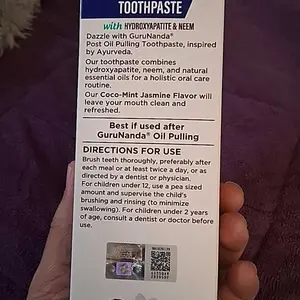 TOOTHPASTE
with HYDROXYAPATITE & NEEM
Dazzle with GuruNanda®
Post Oil Pulling Toothpaste, inspired
by Ayurveda.
Our toothpaste combines
hydroxyapatite, neem, and natural
essential oils for a holistic oral care
routine.
Our Coco-Mint Jasmine Flavor will
leave your mouth clean and
refreshed.
Best if used after
GuruNanda® Oil Pulling
DIRECTIONS FOR USE
Brush teeth thoroughly, preferably after
each meal or at least twice a day, or as
directed by a dentist or physician.
For children under 12, use a pea sized
amount and supervise the child's
brushing and rinsing (to minimize
swallowing). For children under 2 years
of age, consult a dentist or doctor before
use.